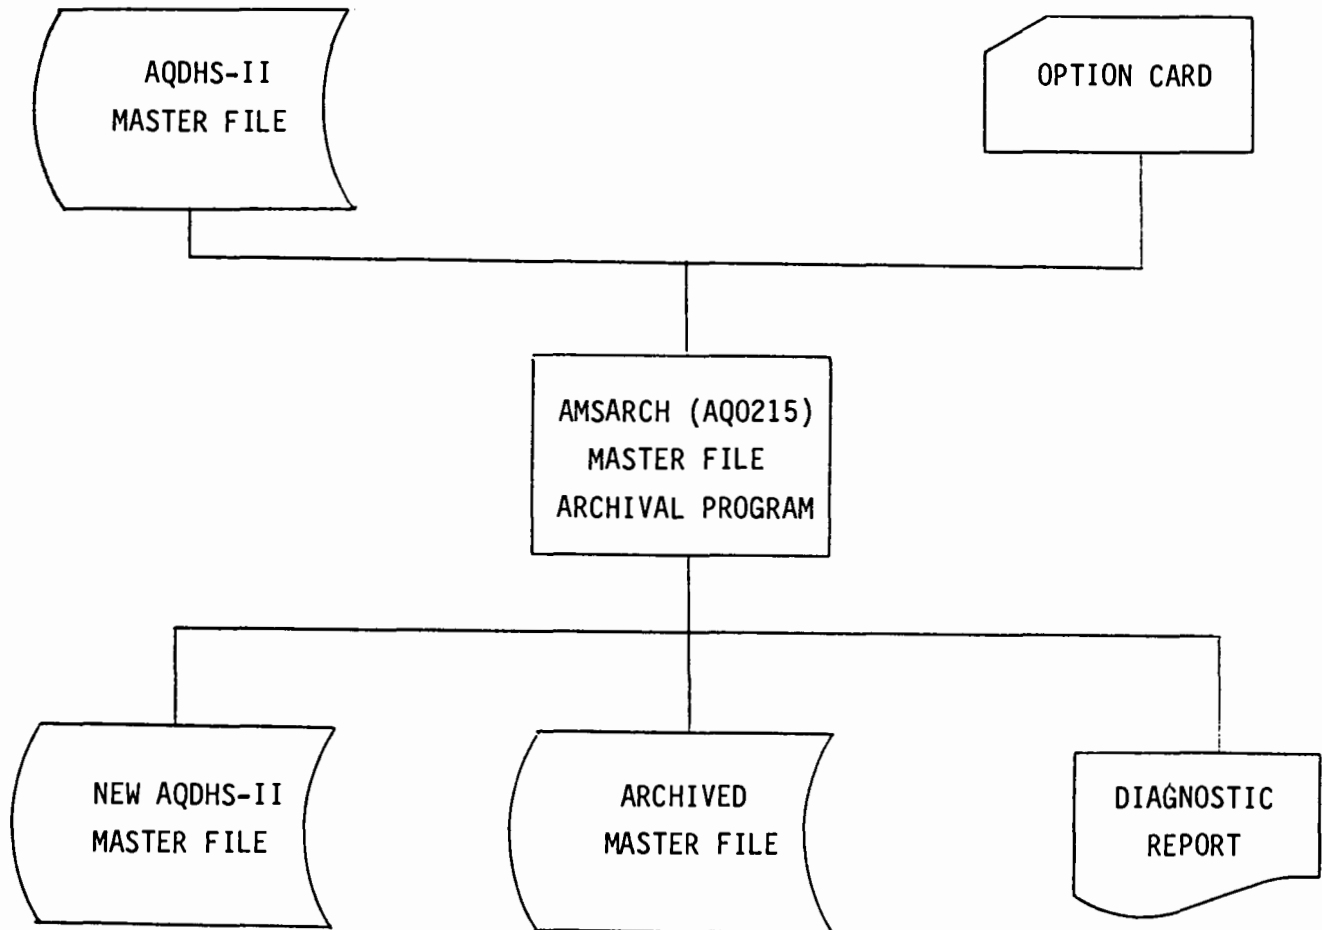 AQDHS-II
MASTER FILE
OPTION CARD
AMSARCH (AQ0215)
MASTER FILE
ARCHIVAL PROGRAM
NEW AQDHS-II
MASTER FILE
ARCHIVED
MASTER FILE
DIAGNOSTIC
REPORT